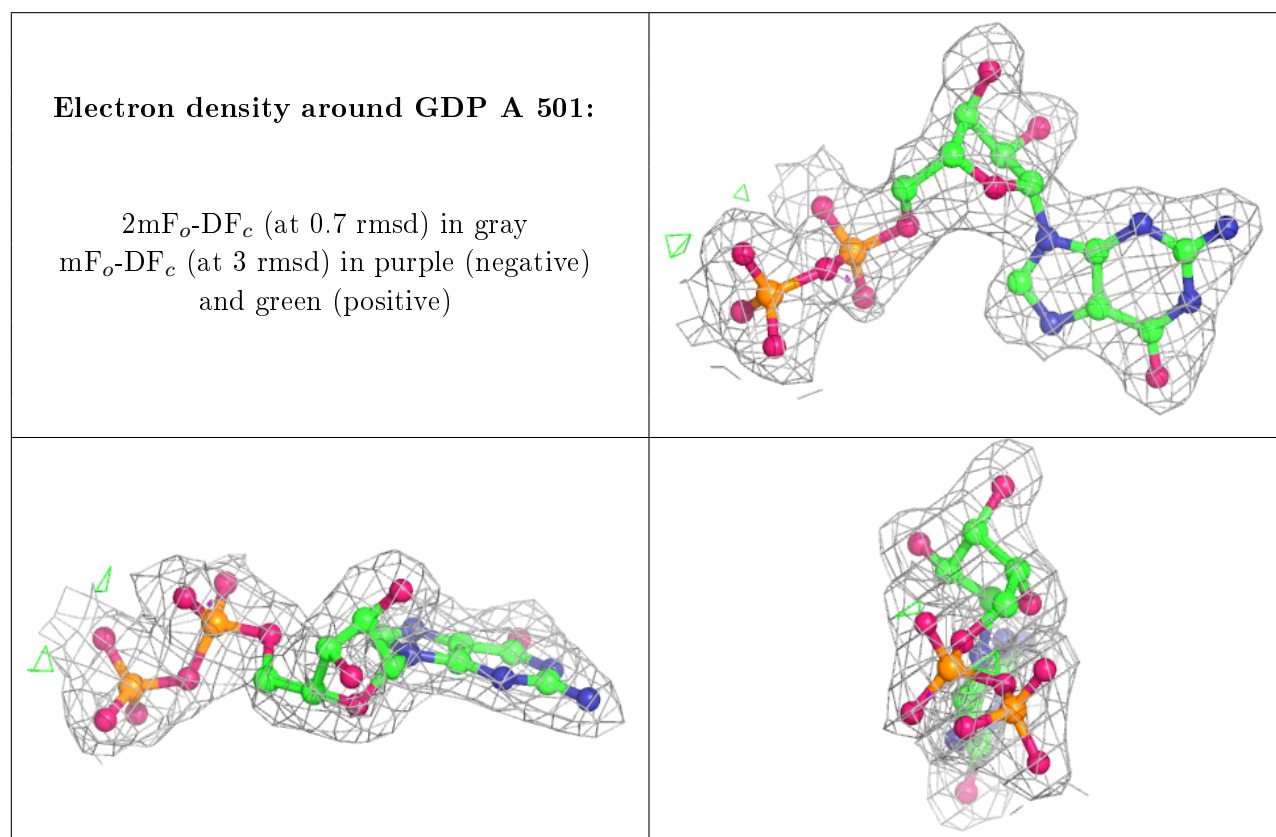 Electron density around GDP A 501:
2mFₒ-DF𝒸 (at 0.7 rmsd) in gray
mFₒ-DF𝒸 (at 3 rmsd) in purple (negative)
and green (positive)